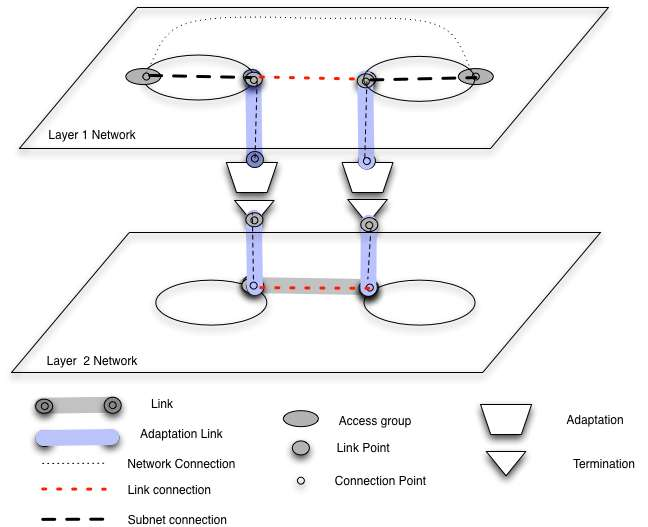 Layer 1 Network
Layer  2 Network
Link
Adaptation Link
Network Connection
Link connection
Subnet connection
Access group
Link Point
Connection Point
Adaptation
Termination